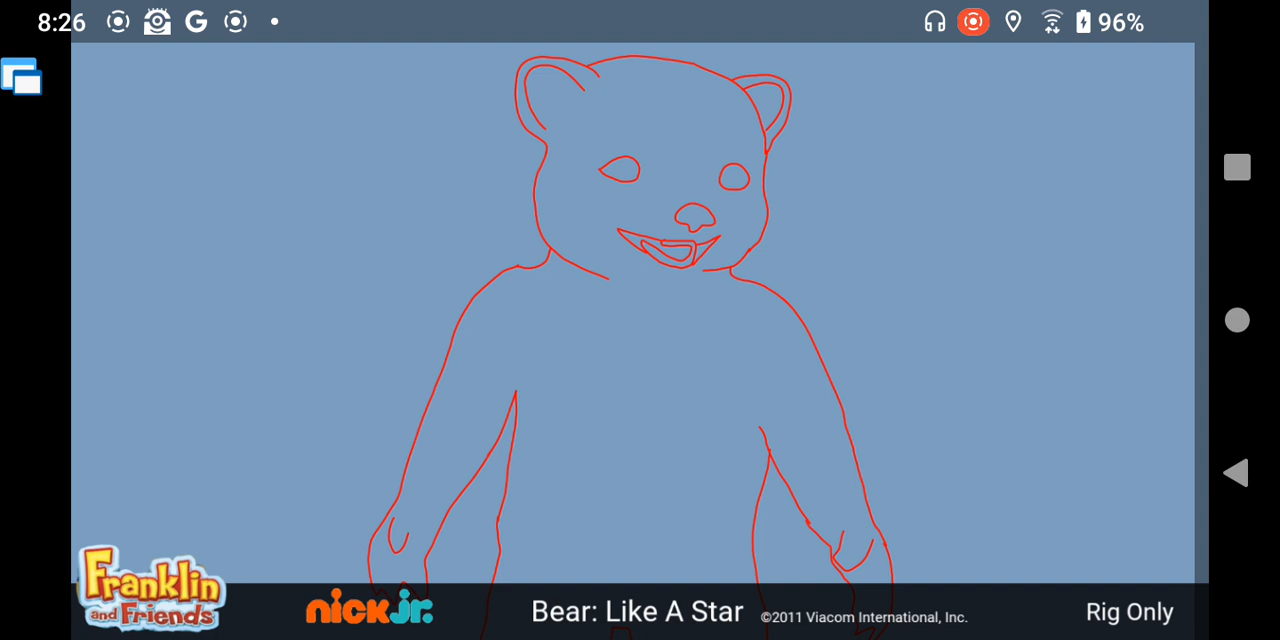 8:26
G
96%
Franklin
and Friends
nick jr.
Bear: Like A Star
©2011 Viacom International, Inc.
Rig Only